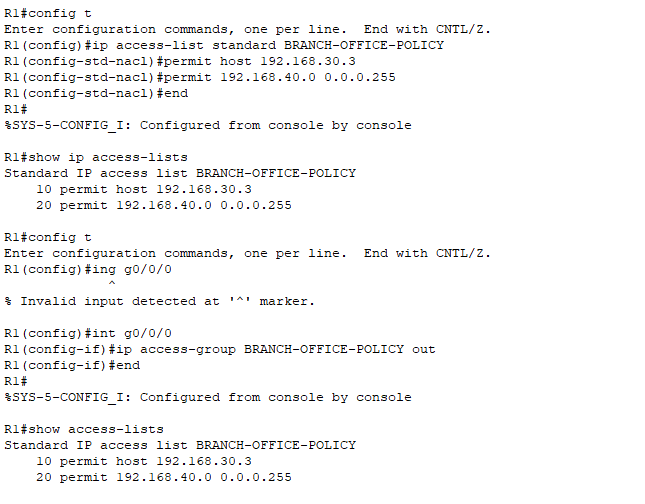 R1#config t
Enter configuration commands, one per line.  End with CNTL/Z.
R1(config)#ip access-list standard BRANCH-OFFICE-POLICY
R1(config-std-nacl)#permit host 192.168.30.3
R1(config-std-nacl)#permit 192.168.40.0 0.0.0.255
R1(config-std-nacl)#end
R1#
%SYS-5-CONFIG_I: Configured from console by console

R1#show ip access-lists
Standard IP access list BRANCH-OFFICE-POLICY
    10 permit host 192.168.30.3
    20 permit 192.168.40.0 0.0.0.255

R1#config t
Enter configuration commands, one per line.  End with CNTL/Z.
R1(config)#ing g0/0/0
             ^
% Invalid input detected at '^' marker.

R1(config)#int g0/0/0
R1(config-if)#ip access-group BRANCH-OFFICE-POLICY out
R1(config-if)#end
R1#
%SYS-5-CONFIG_I: Configured from console by console

R1#show access-lists
Standard IP access list BRANCH-OFFICE-POLICY
    10 permit host 192.168.30.3
    20 permit 192.168.40.0 0.0.0.255